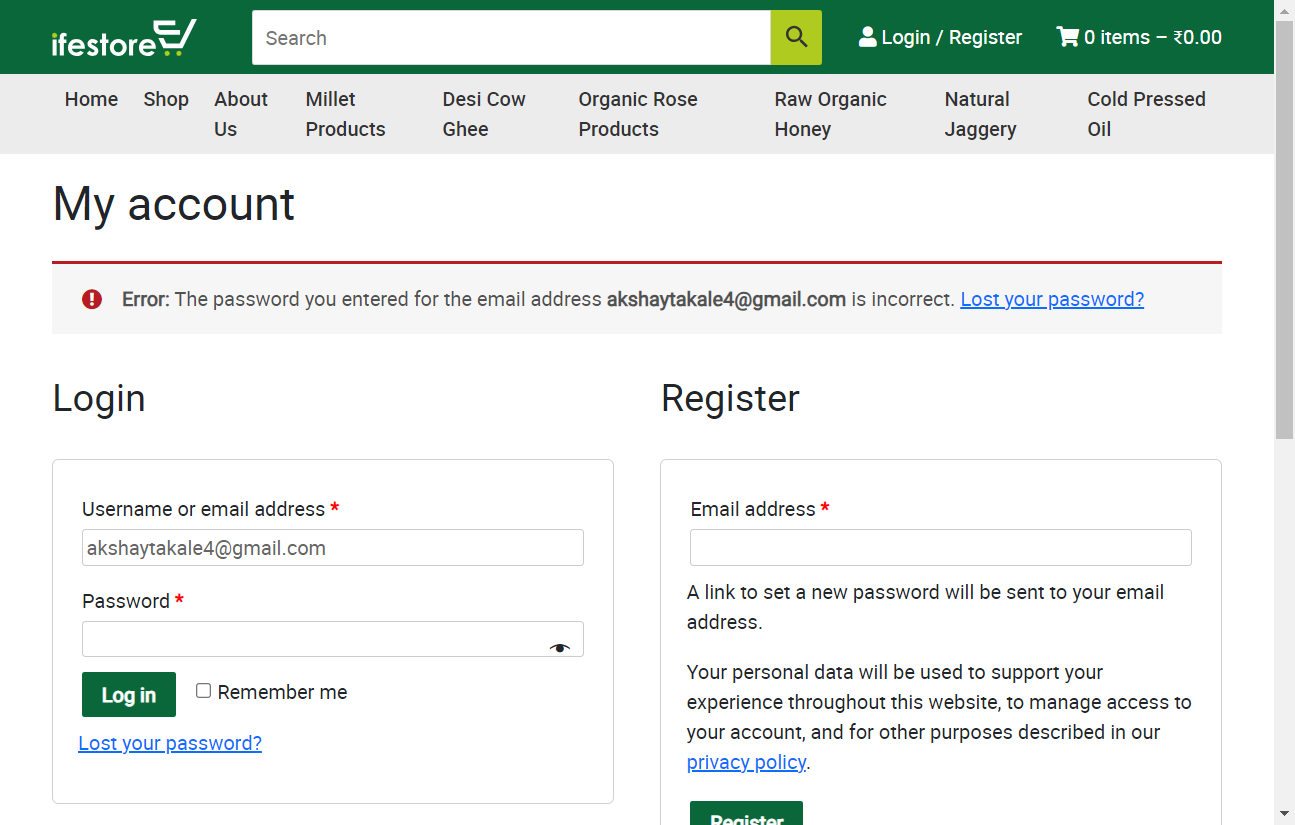 ifestore
Search
Login / Register
0 items – ₹0.00
Home
Shop
About Us
Millet Products
Desi Cow Ghee
Organic Rose Products
Raw Organic Honey
Natural Jaggery
Cold Pressed Oil
My account
Error: The password you entered for the email address akshaytakale4@gmail.com is incorrect. Lost your password?
Login
Username or email address *
akshaytakale4@gmail.com
Password *
Log in
Remember me
Lost your password?
Register
Email address *
A link to set a new password will be sent to your email
address.
Your personal data will be used to support your
experience throughout this website, to manage access to
your account, and for other purposes described in our
privacy policy.
Register